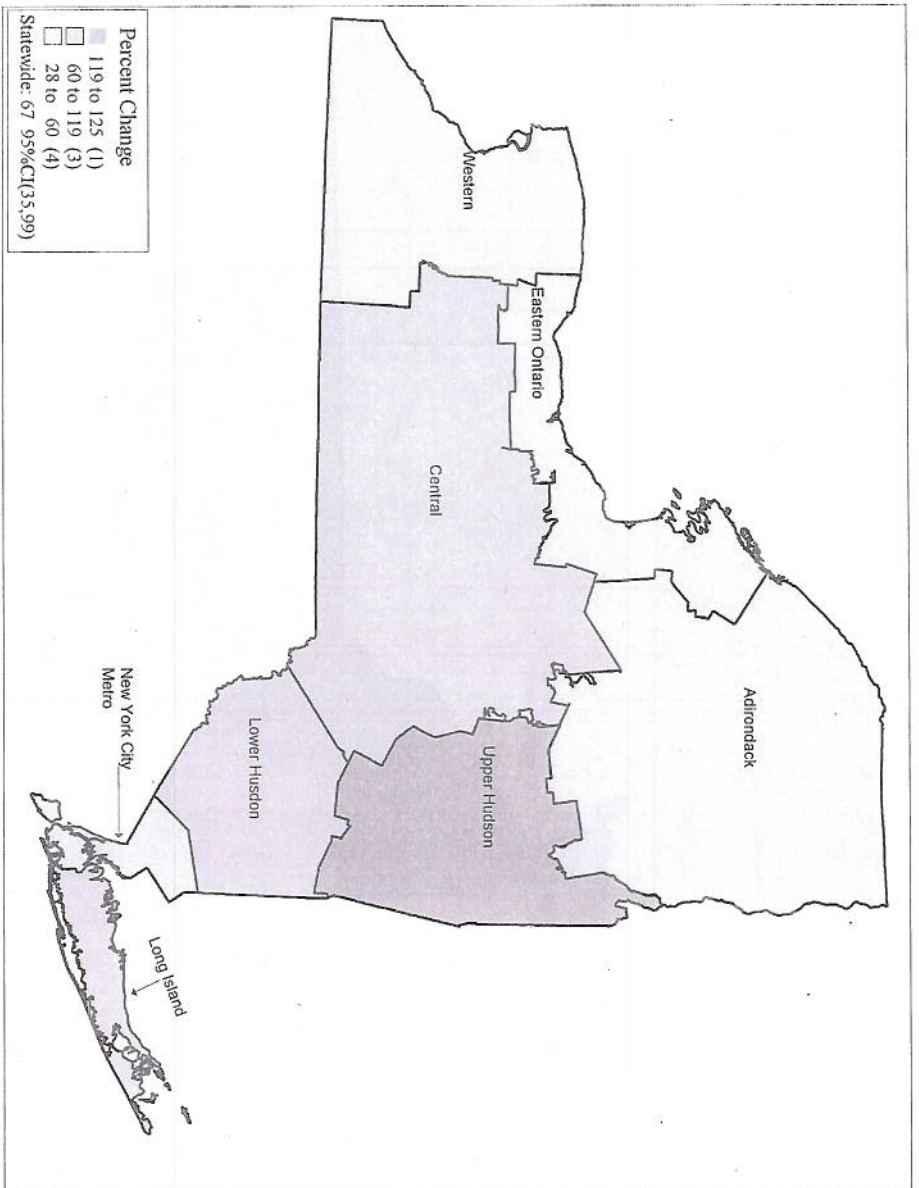 Adirondack
Eastern Ontario
Western
Central
Upper Hudson
Lower Husdon
New York City
Metro
Long Island
Percent Change
119 to 125 (1)
60 to 119 (3)
28 to 60 (4)
Statewide: 67 95%CI(35,99)